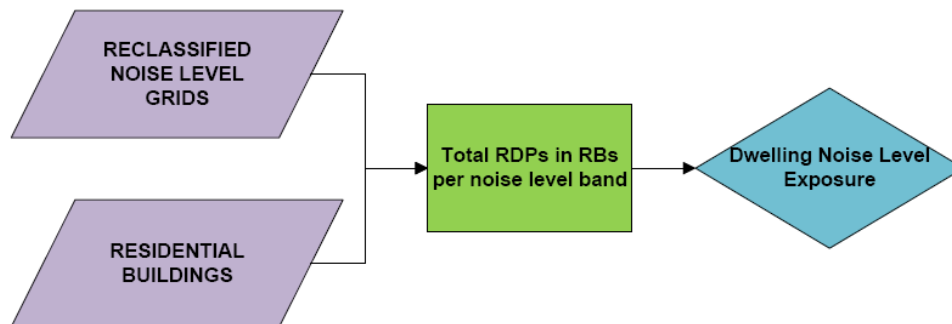 RECLASSIFIED
NOISE LEVEL
GRIDS
Total RDPs in RBs
per noise level band
Dwelling Noise Level
Exposure
RESIDENTIAL
BUILDINGS